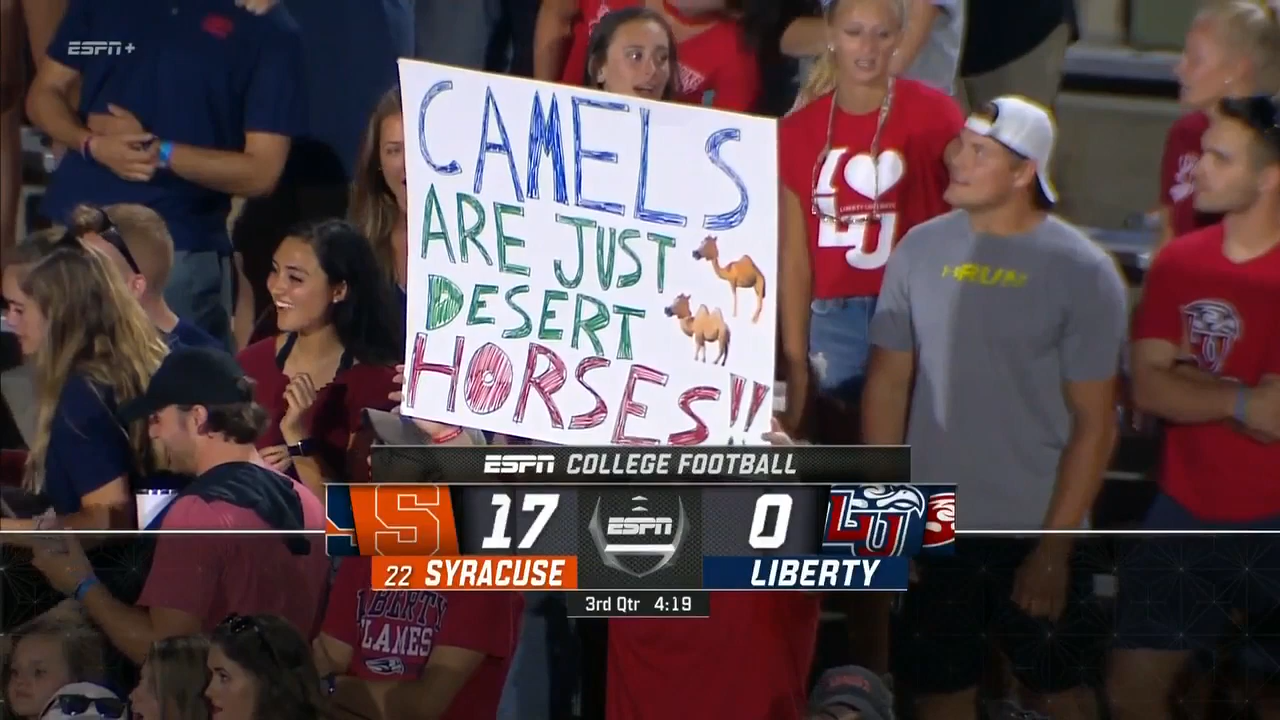 ESPN+
CAMELS
ARE JUST
DESERT
HORSES!!
I LU
LIBERTY
FLAMES
LU
ESPN COLLEGE FOOTBALL
S 17 ESPN 0 LU
22 SYRACUSE LIBERTY
3rd Qtr 4:19